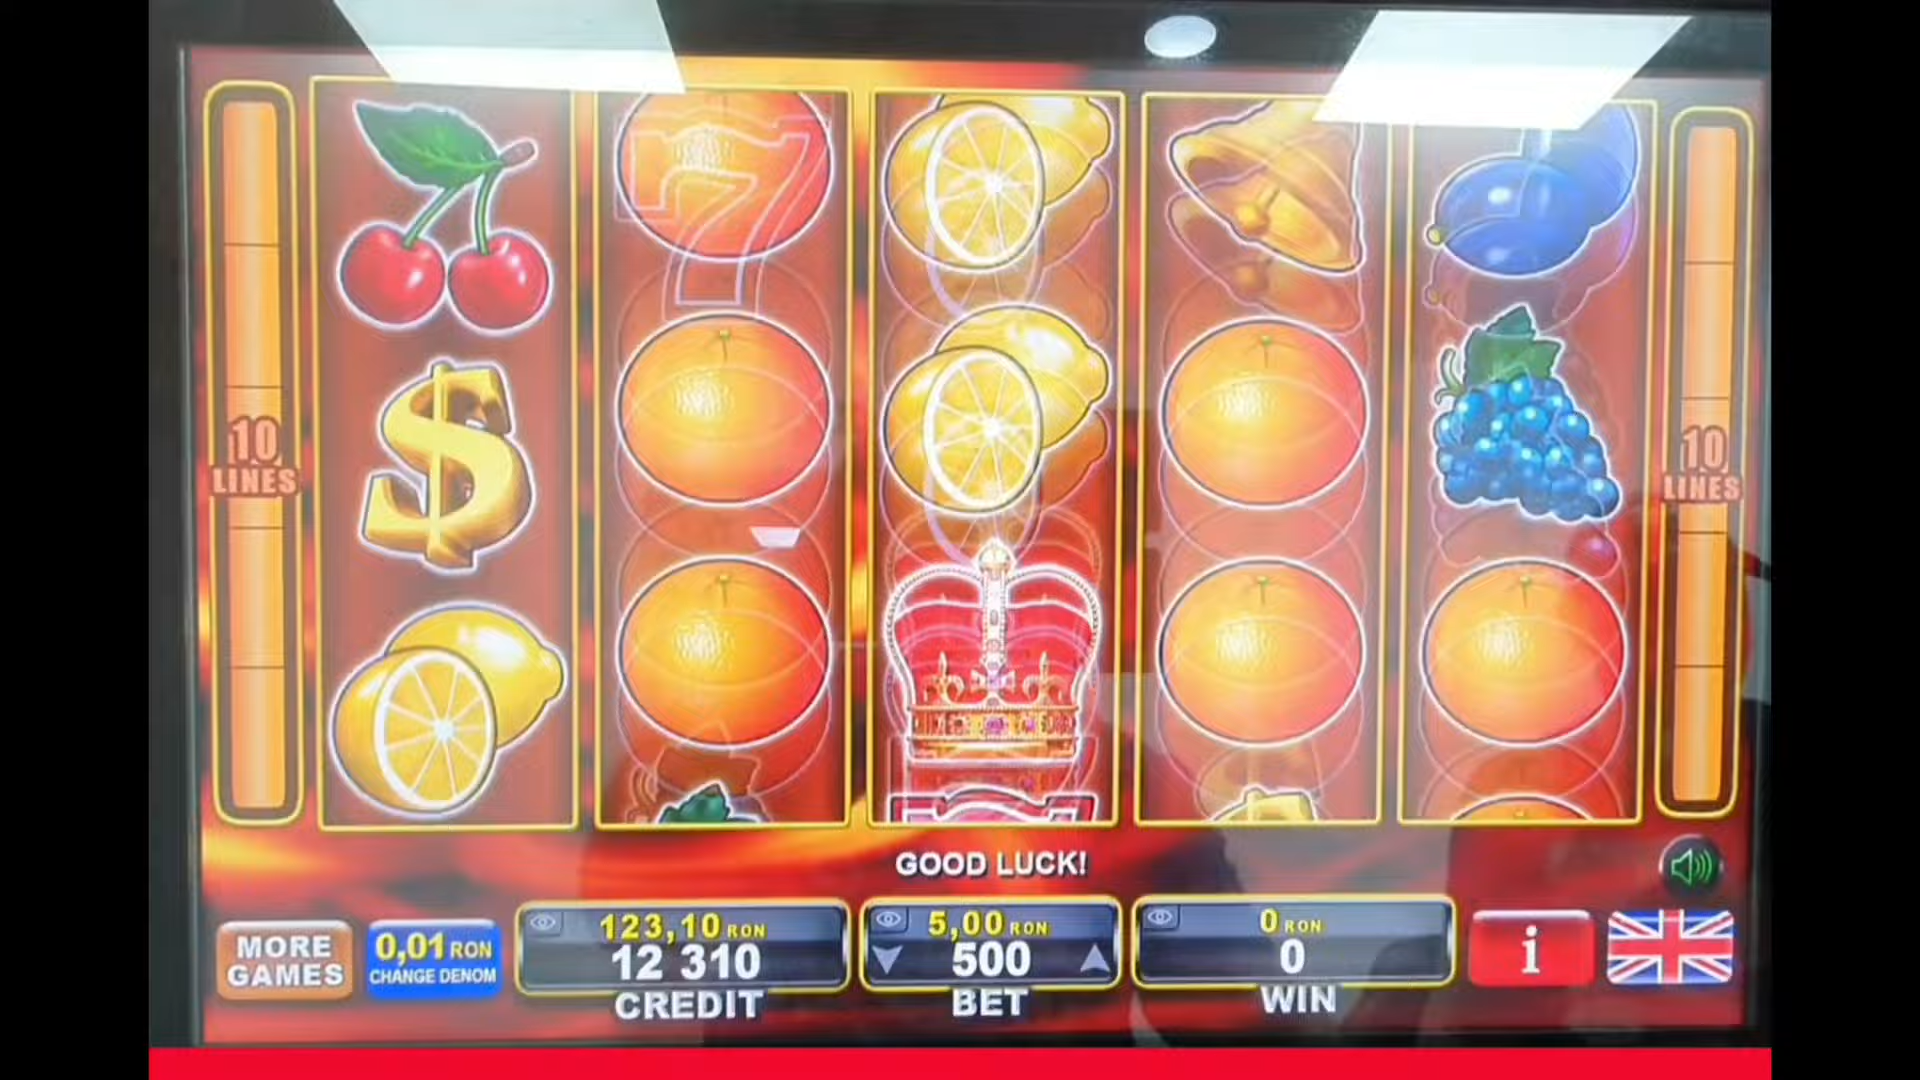 10
LINES
10
LINES
GOOD LUCK!
MORE
GAMES
0,01 RON
CHANGE DENOM
123,10 RON
12 310
CREDIT
5,00 RON
500
BET
0 RON
0
WIN
i